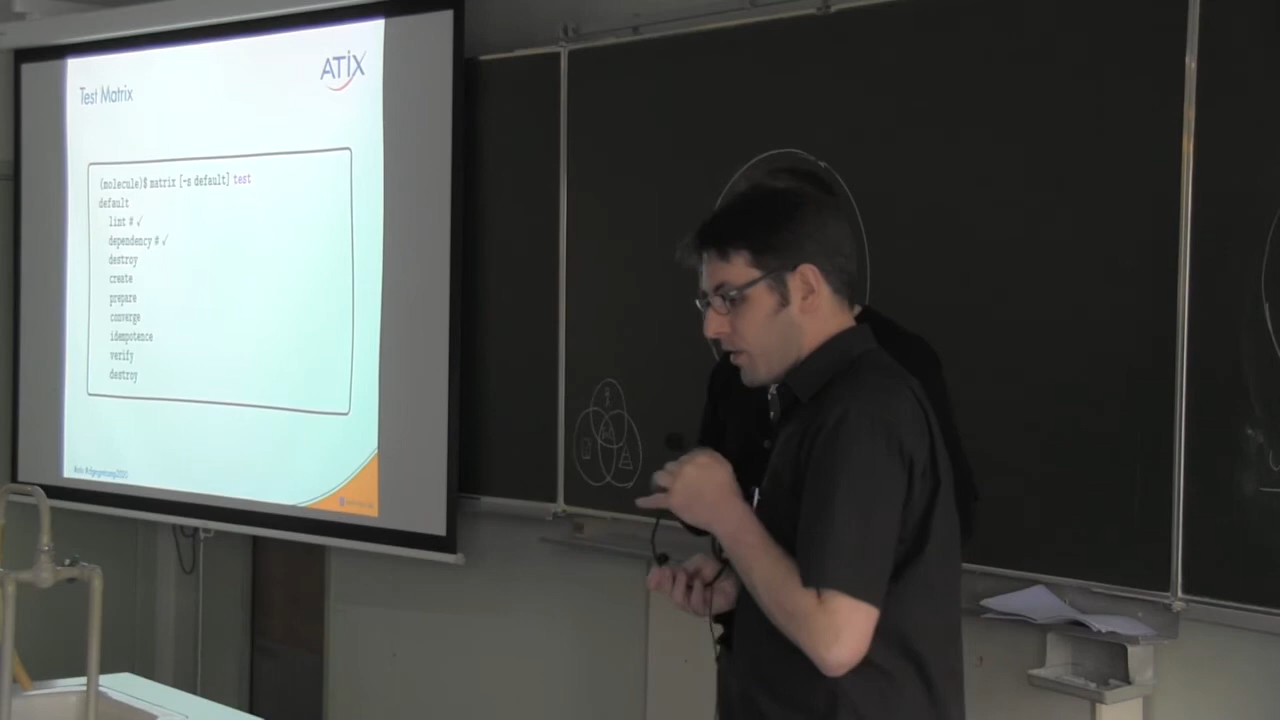 ATIX
Test Matrix
(molecule)$ matrix [-s default] test
default
lint # ✓
dependency # ✓
destroy
create
prepare
converge
idempotence
verify
destroy